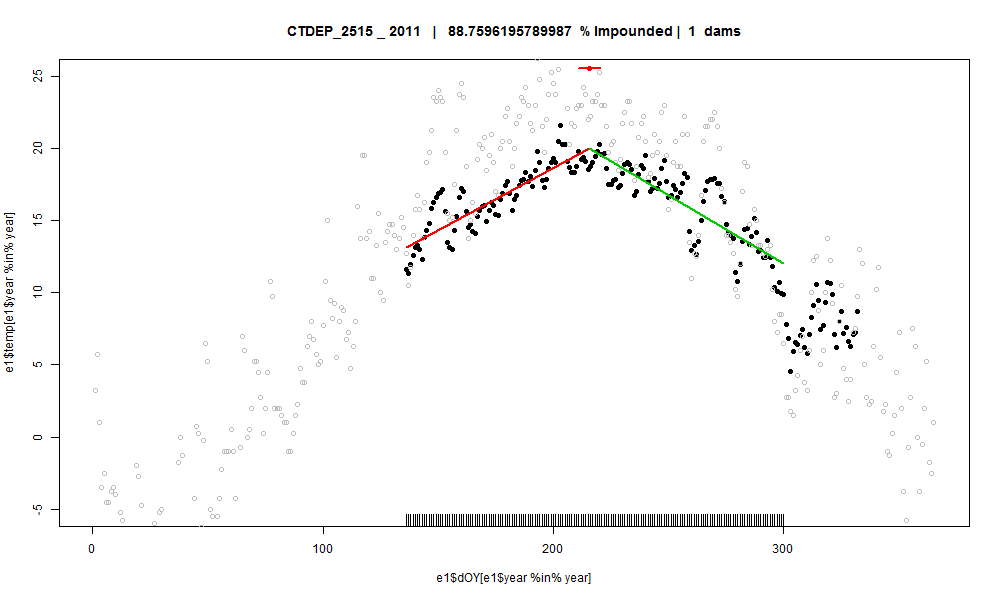 CTDEP_2515 _ 2011 | 88.7596195789987 % Impounded | 1 dams
e1$temp[e1$year %in% year]
25
20
15
10
5
0
-5
0 100 200 300
e1$dOY[e1$year %in% year]